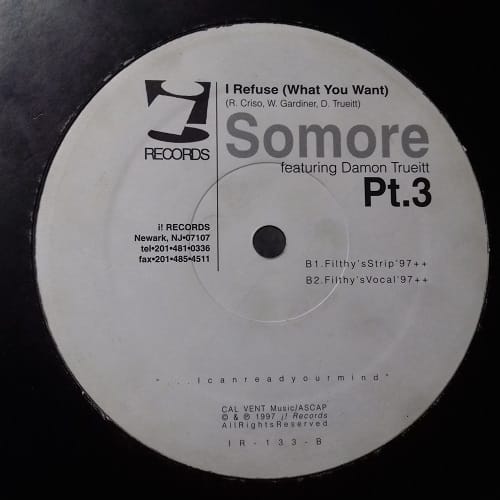 I Refuse (What You Want)
(R. Criso, W. Gardiner, D. Trueitt)
Somore
featuring Damon Trueitt
Pt.3
i!
RECORDS
i! RECORDS
Newark, NJ•07107
tel•201•481•0336
fax•201•485•4511
B1.Filthy'sStrip'97++
B2.Filthy'sVocal'97++
"...Icanreadyourmind"
CAL VENT Music/ASCAP
© & ℗ 1997 i! Records
AllRightsReserved
IR-133-B